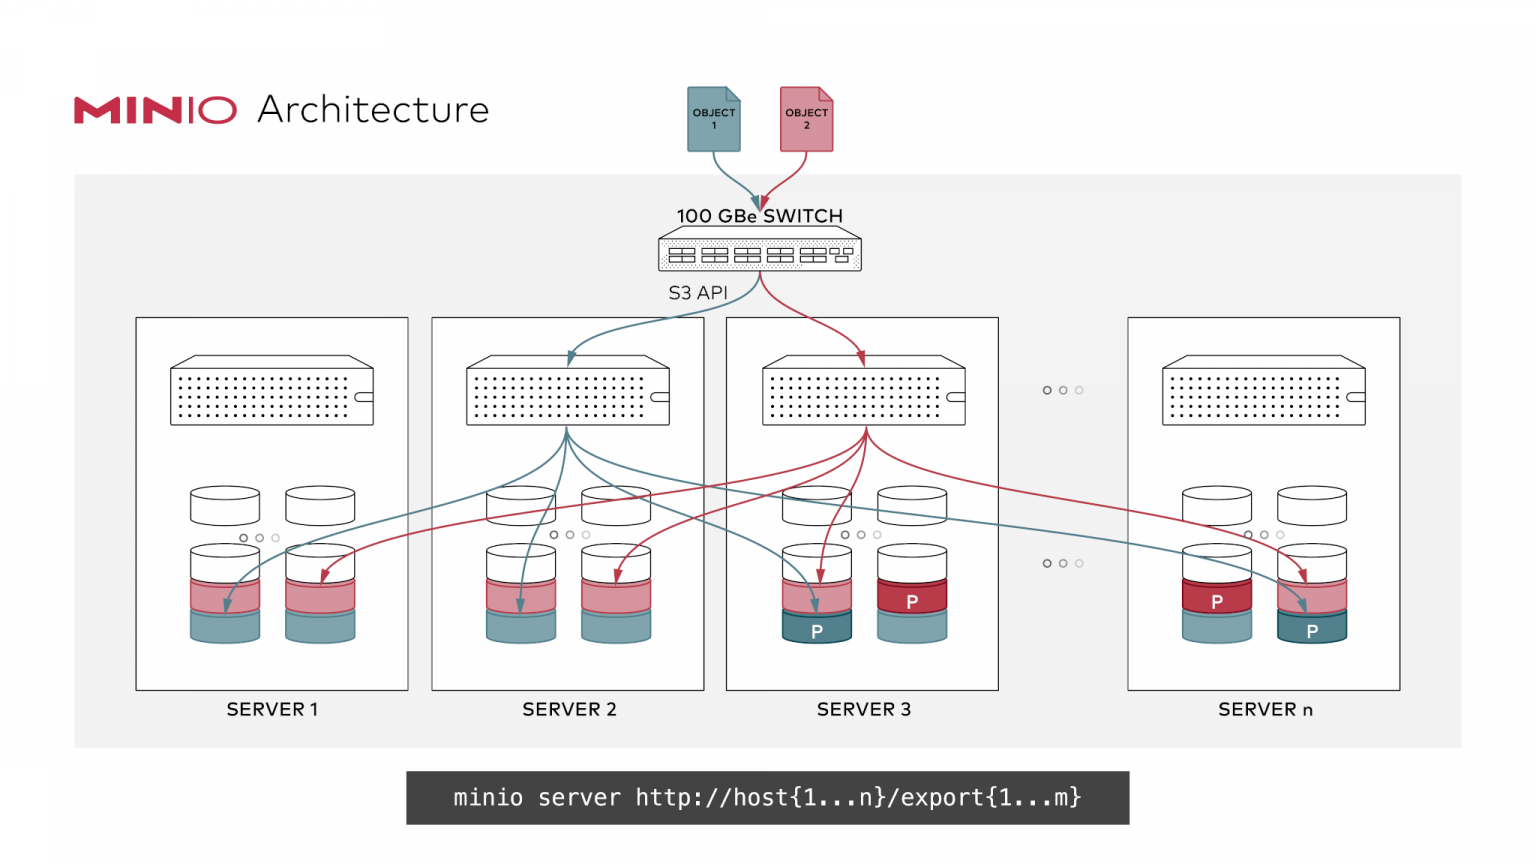 MINIO Architecture
OBJECT
1
OBJECT
2
100 GBe SWITCH
S3 API
P
P
P
P
SERVER 1
SERVER 2
SERVER 3
SERVER n
minio server http://host{1...n}/export{1...m}